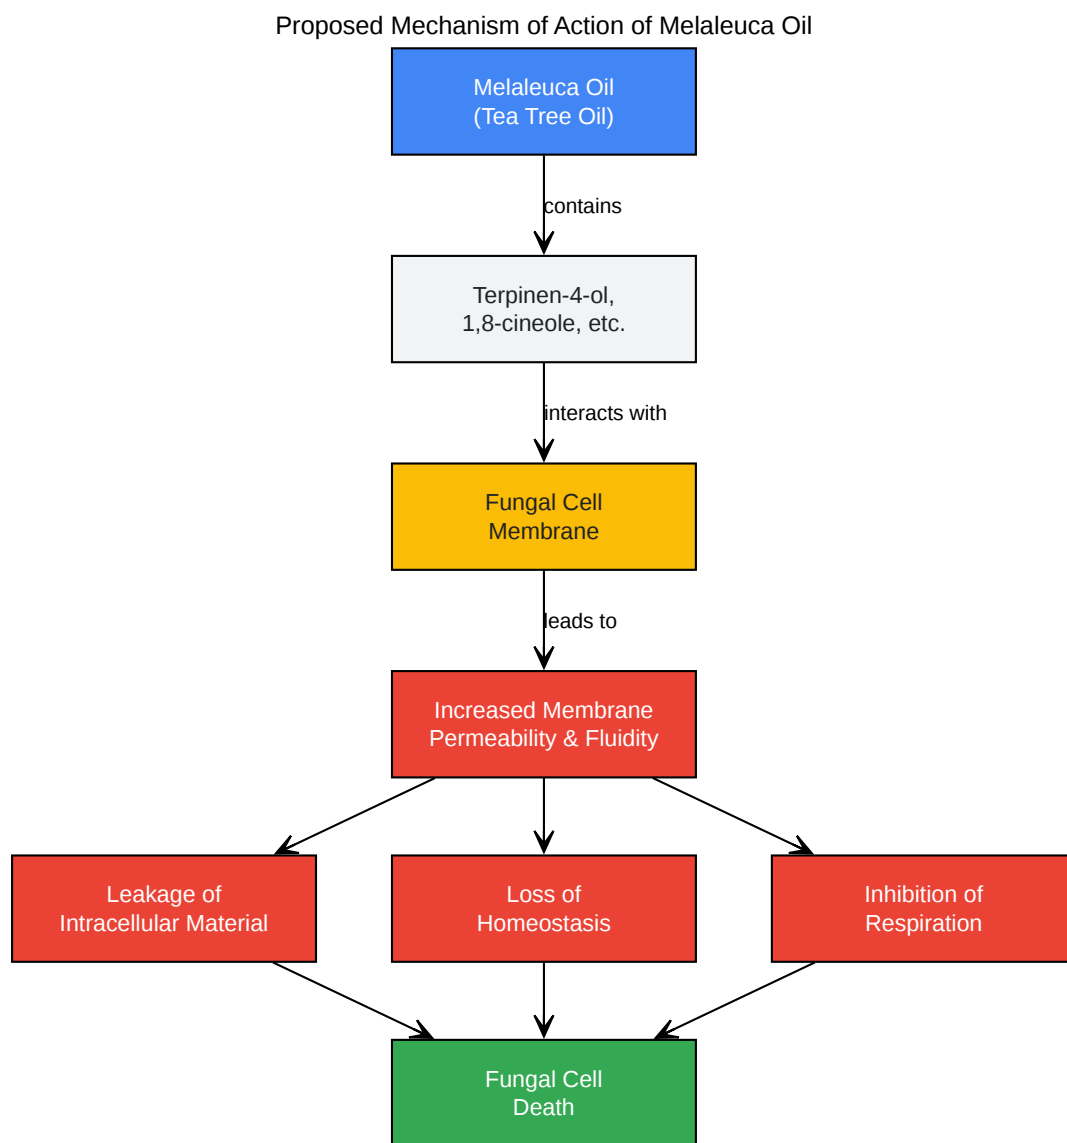 Proposed Mechanism of Action of Melaleuca Oil
Melaleuca Oil
(Tea Tree Oil)
contains
Terpinen-4-ol,
1,8-cineole, etc.
interacts with
Fungal Cell
Membrane
leads to
Increased Membrane
Permeability & Fluidity
Leakage of
Intracellular Material
Loss of
Homeostasis
Inhibition of
Respiration
Fungal Cell
Death